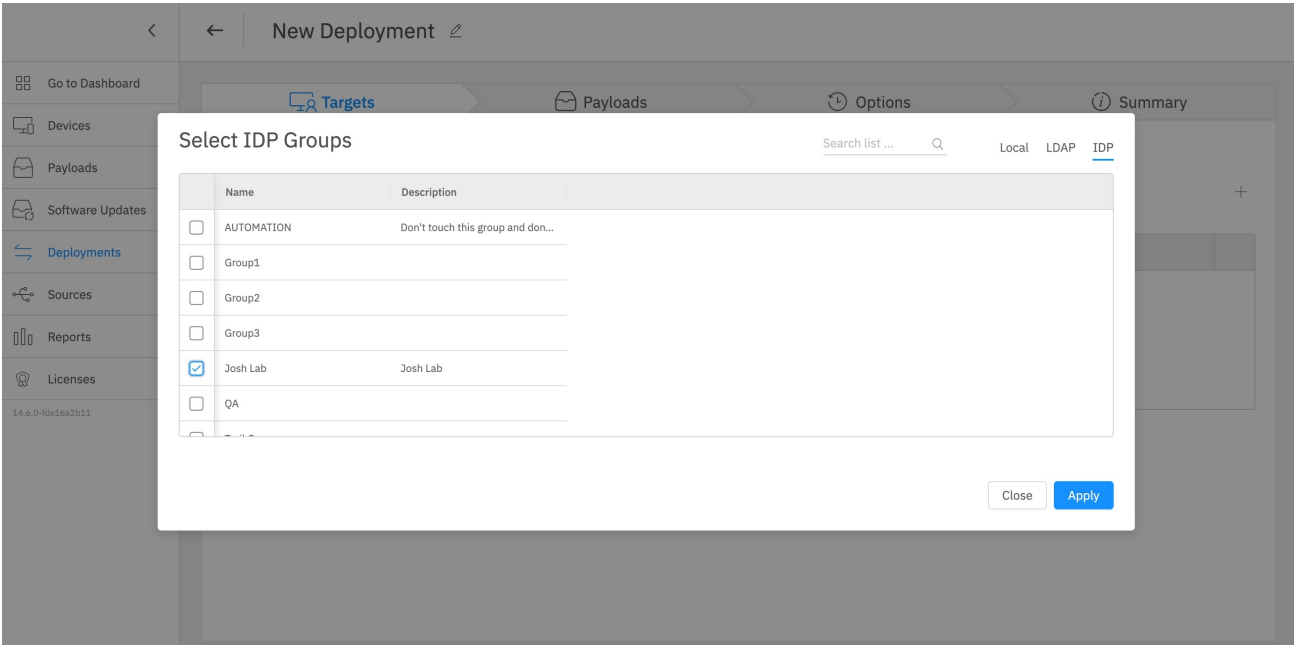 New Deployment
Go to Dashboard
Targets
Payloads
Options
Summary
Devices
Select IDP Groups
Search list ...
Local
LDAP
IDP
Payloads
Name
Description
Software Updates
AUTOMATION
Don't touch this group and don...
Deployments
Group1
Sources
Group2
Reports
Group3
Licenses
Josh Lab
Josh Lab
14.6.0-fde16a2b11
QA
Close
Apply